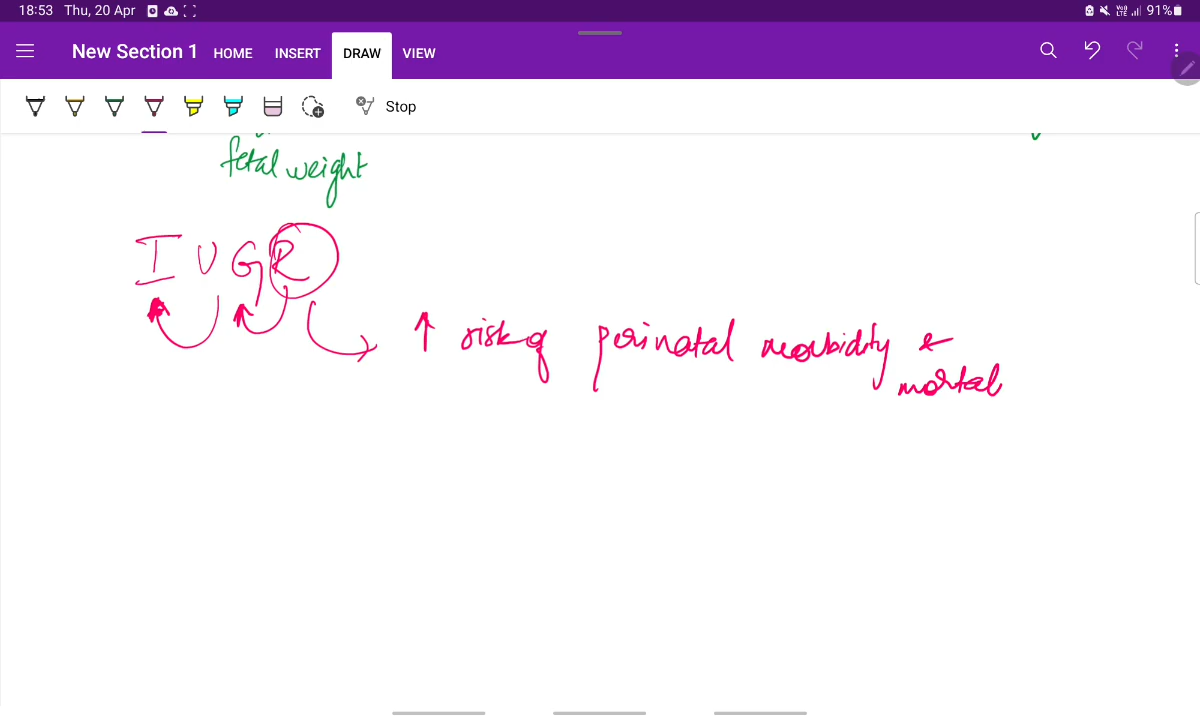 18:53 Thu, 20 Apr 91%
New Section 1 HOME INSERT DRAW VIEW
Stop
fetal weight
IUGR
↑ risk of perinatal morbidity &
mortal